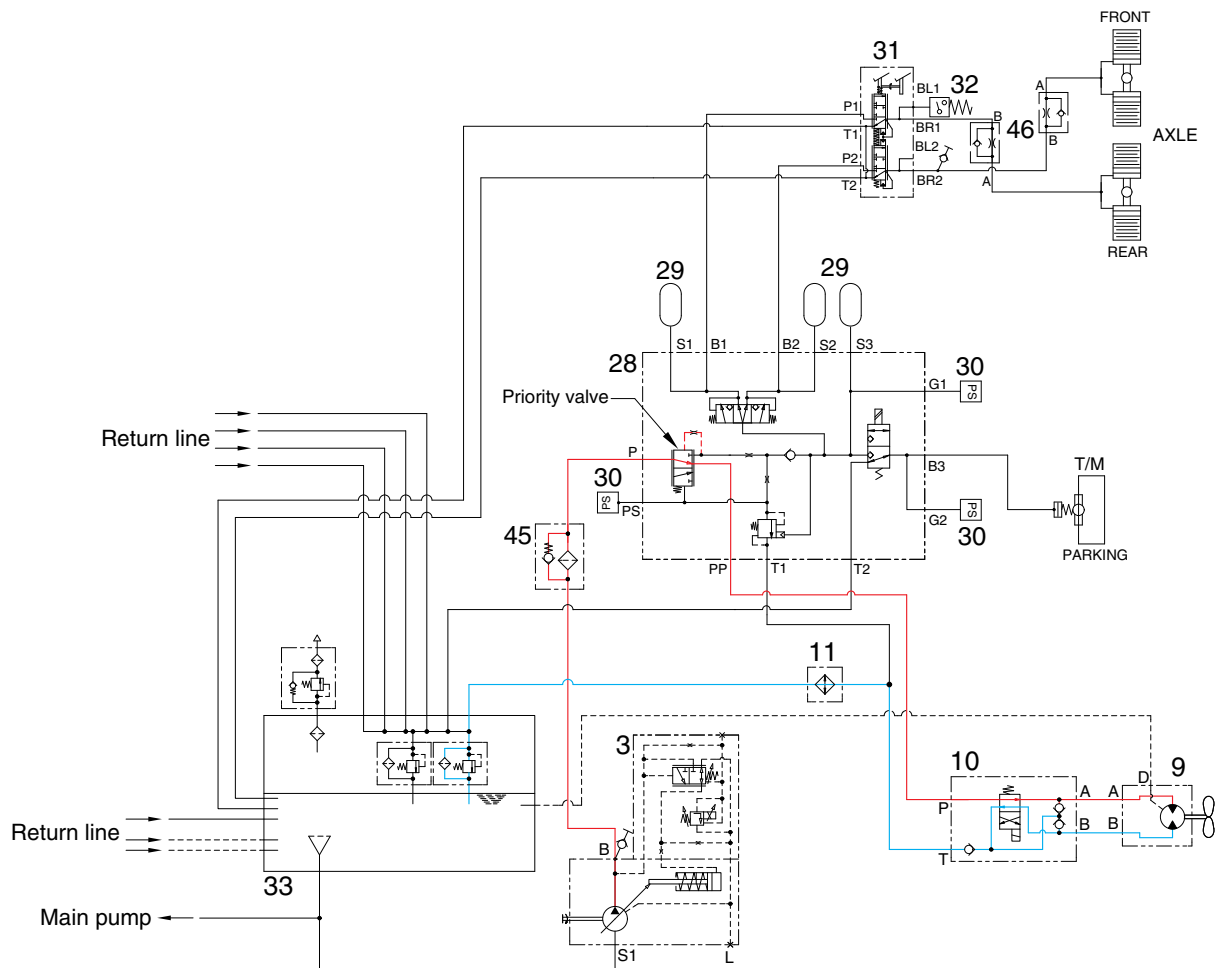 FRONT
31
BL1
32
A
P1
B
46
T1
BR1
B
AXLE
BL2
P2
A
T2
BR2
REAR
29
29
S1
B1
B2
S2
S3
28
30
G1
Priority valve
Return line
P
B3
T/M
30
PS
PS
PS
PS
G2
30
45
PARKING
PP
T1
T2
11
3
10
D
9
A
A
P
B
B
B
T
Return line
33
Main pump
S1
L